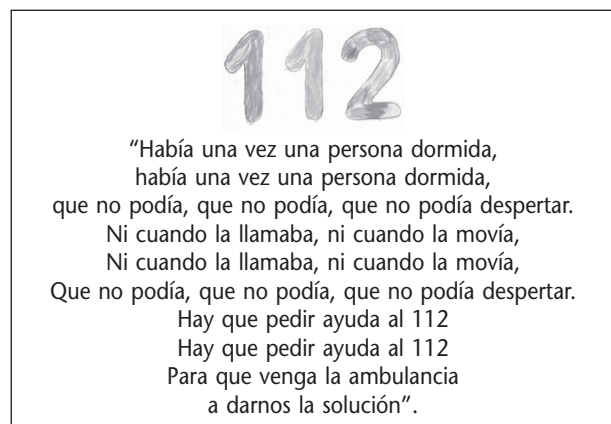 112
“Había una vez una persona dormida,
había una vez una persona dormida,
que no podía, que no podía, que no podía despertar.
Ni cuando la llamaba, ni cuando la movía,
Ni cuando la llamaba, ni cuando la movía,
Que no podía, que no podía, que no podía despertar.
Hay que pedir ayuda al 112
Hay que pedir ayuda al 112
Para que venga la ambulancia
a darnos la solución”.